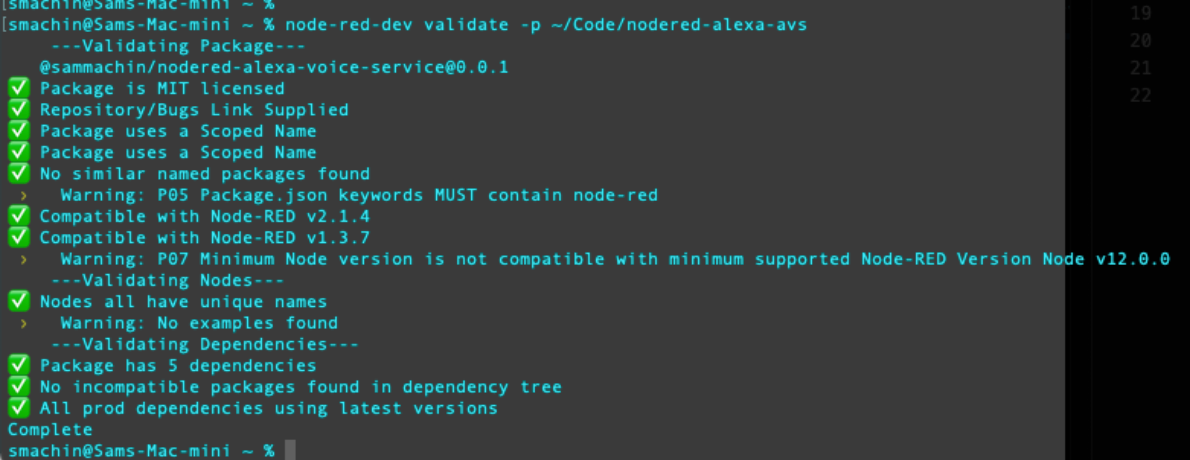 [smachin@Sams-Mac-mini ~ %
[smachin@Sams-Mac-mini ~ % node-red-dev validate -p ~/Code/nodered-alexa-avs
---Validating Package---
@sammachin/nodered-alexa-voice-service@0.0.1
✅ Package is MIT licensed
✅ Repository/Bugs Link Supplied
✅ Package uses a Scoped Name
✅ Package uses a Scoped Name
✅ No similar named packages found
› Warning: P05 Package.json keywords MUST contain node-red
✅ Compatible with Node-RED v2.1.4
✅ Compatible with Node-RED v1.3.7
› Warning: P07 Minimum Node version is not compatible with minimum supported Node-RED Version Node v12.0.0
---Validating Nodes---
✅ Nodes all have unique names
› Warning: No examples found
---Validating Dependencies---
✅ Package has 5 dependencies
✅ No incompatible packages found in dependency tree
✅ All prod dependencies using latest versions
Complete
smachin@Sams-Mac-mini ~ %
19
20
21
22